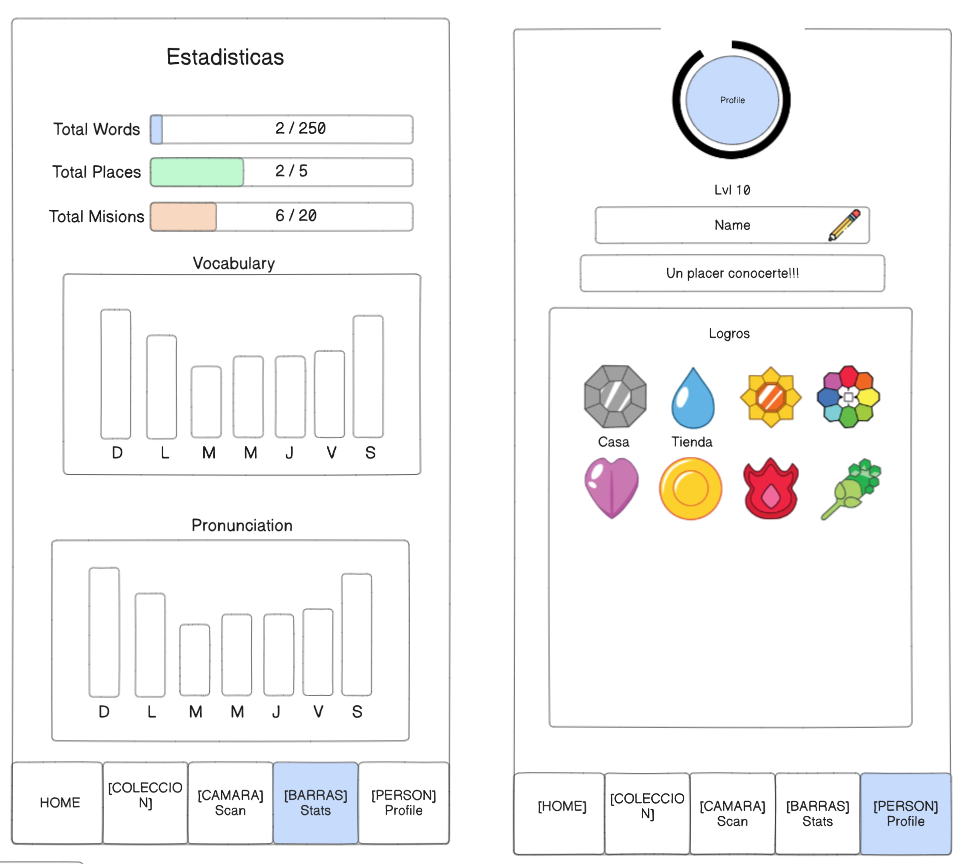 Estadisticas
Total Words
2 / 250
Total Places
2 / 5
Total Misions
6 / 20
Vocabulary
D L M M J V S
Pronunciation
D L M M J V S
HOME
[COLECCIO
N]
[CAMARA]
Scan
[BARRAS]
Stats
[PERSON]
Profile
Profile
Lvl 10
Name
Un placer conocerte!!!
Logros
Casa
Tienda
[HOME]
[COLECCIO
N]
[CAMARA]
Scan
[BARRAS]
Stats
[PERSON]
Profile